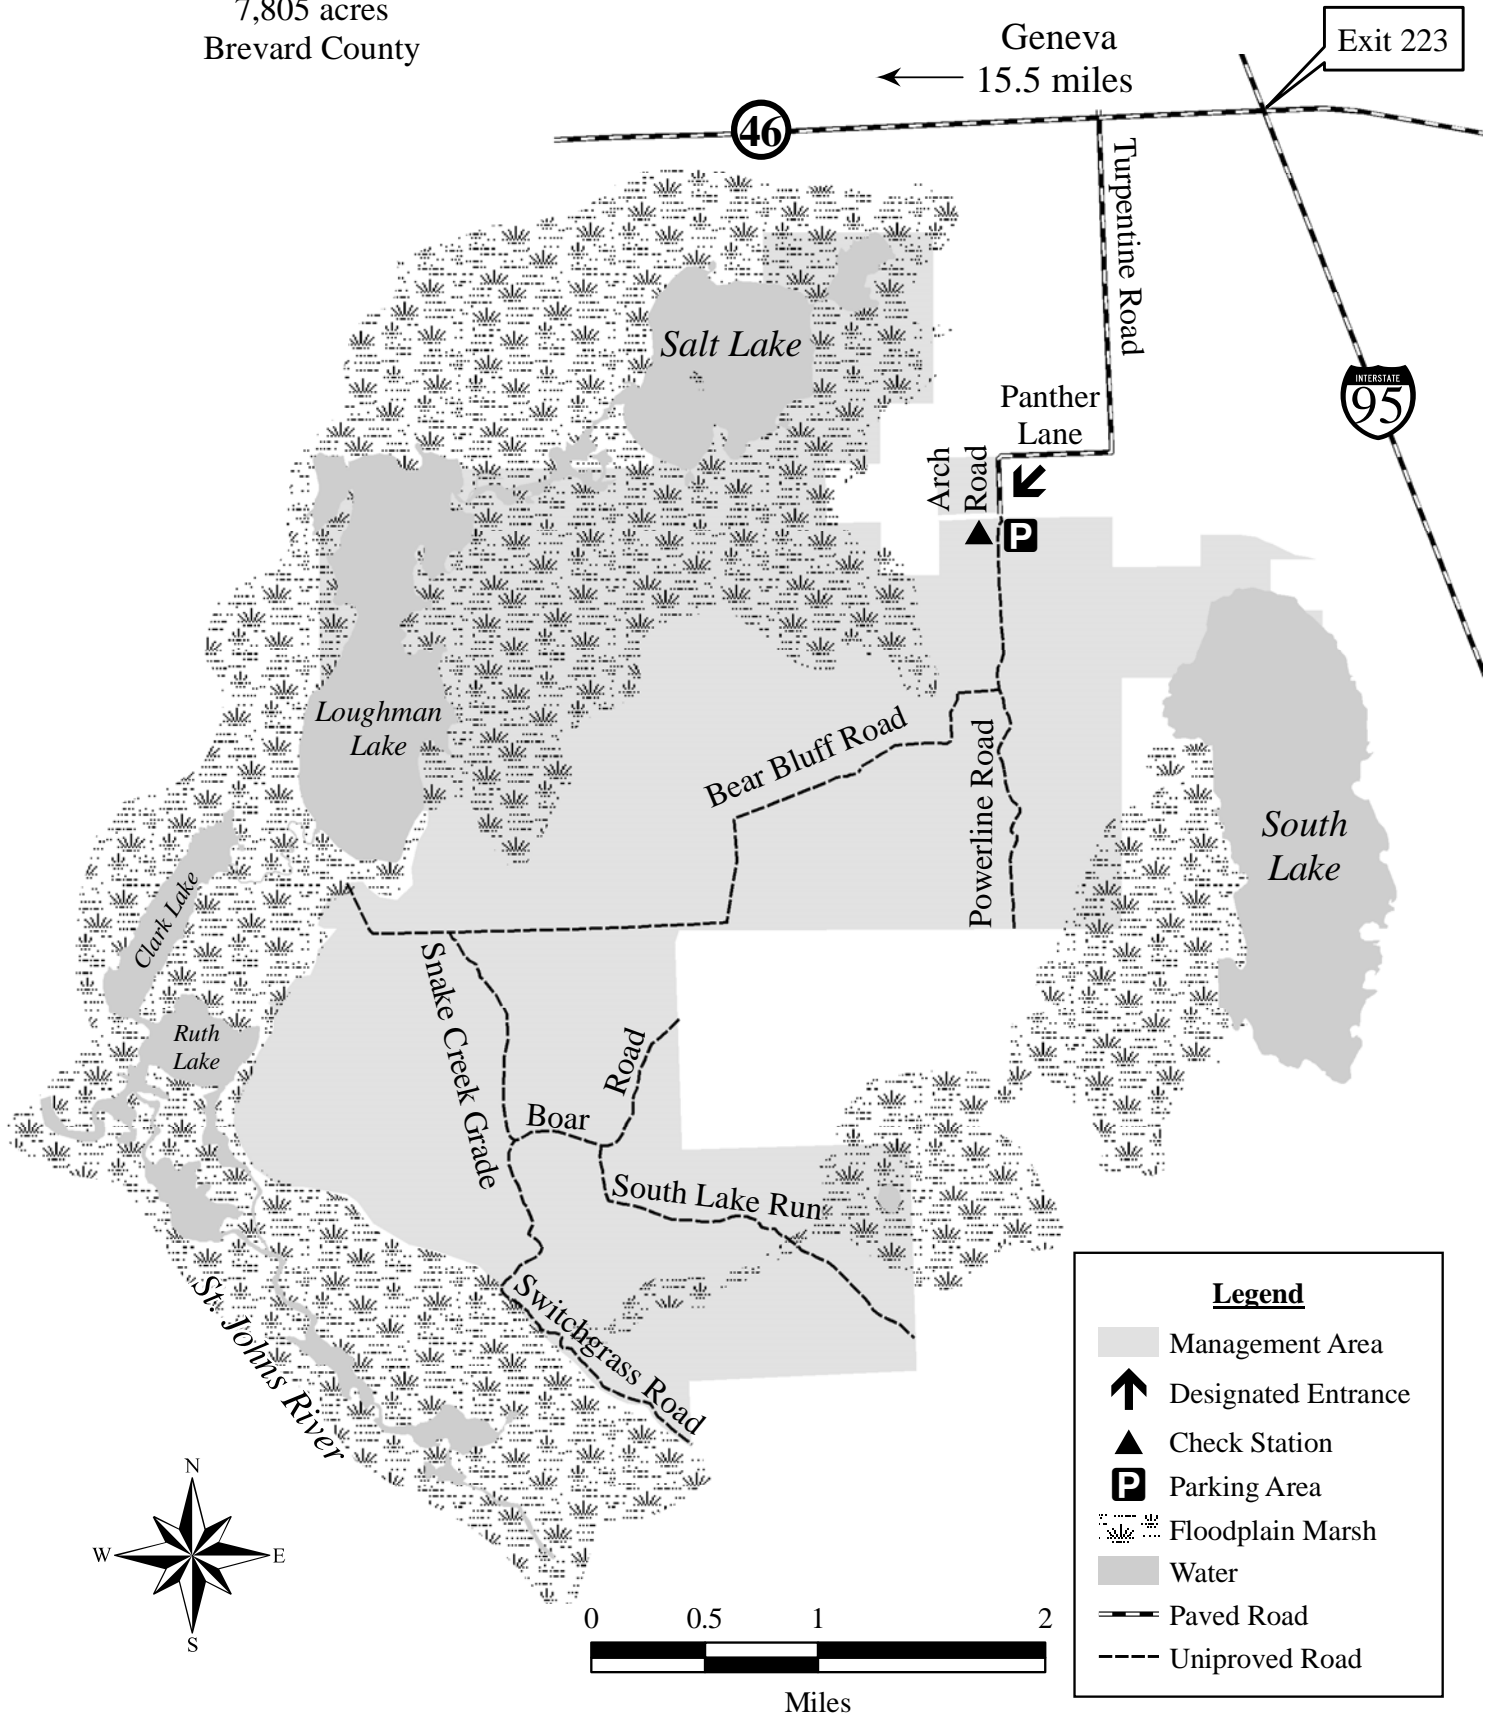 7,805 acres
Brevard County
Geneva
15.5 miles
Exit 223
46
Turpentine Road
Salt Lake
INTERSTATE
95
Panther
Lane
Arch
Road
P
Loughman
Lake
Bear Bluff Road
Powerline Road
South
Lake
Clark Lake
Snake Creek Grade
Ruth
Lake
Road
Boar
South Lake Run
St. Johns River
Switchgrass Road
Legend
Management Area
Designated Entrance
Check Station
P Parking Area
Floodplain Marsh
Water
Paved Road
Uniproved Road
N
W E
S
0 0.5 1 2
Miles